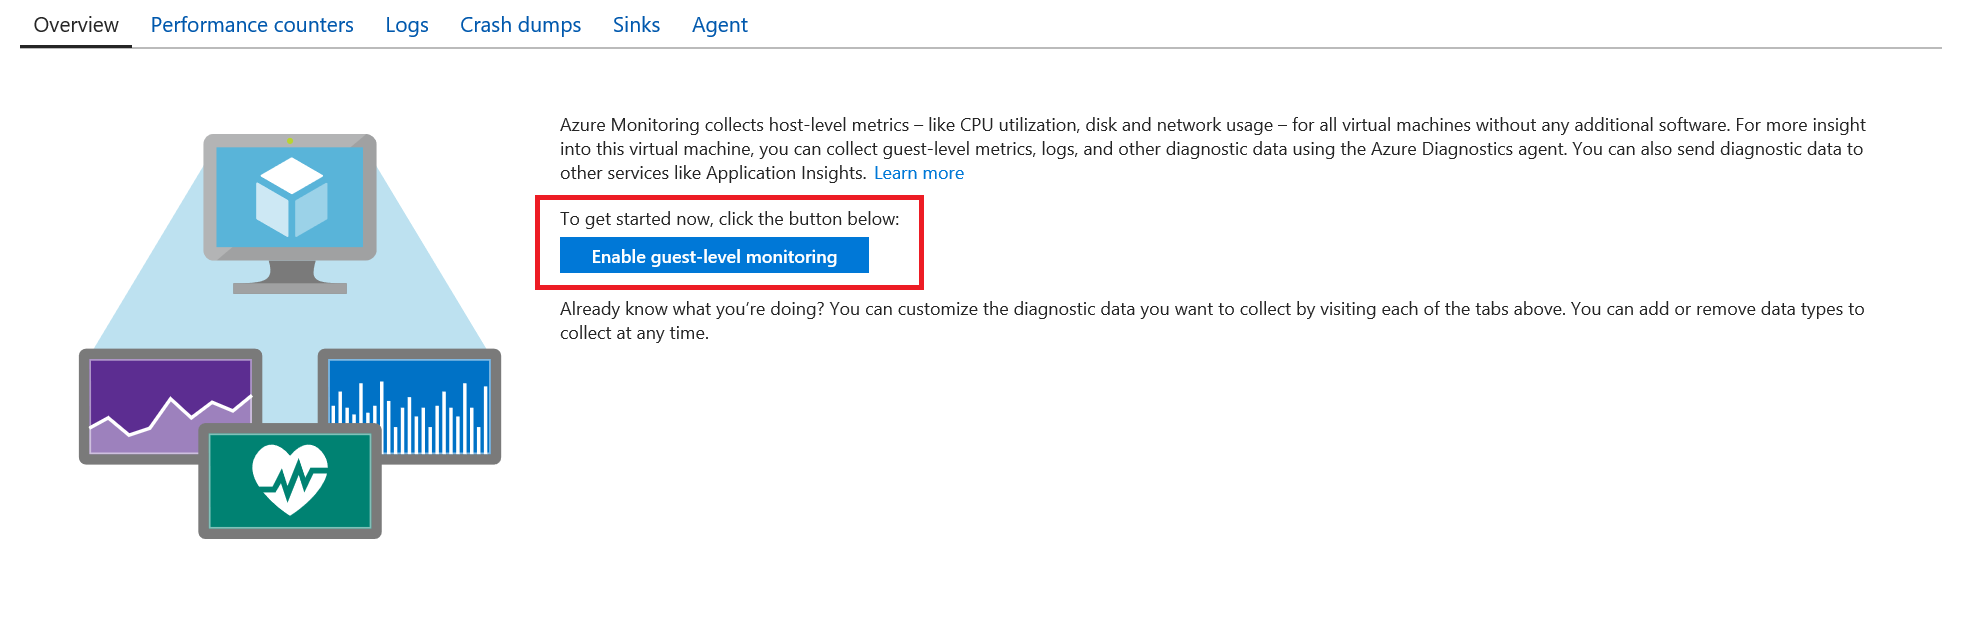 Overview Performance counters Logs Crash dumps Sinks Agent
Azure Monitoring collects host-level metrics – like CPU utilization, disk and network usage – for all virtual machines without any additional software. For more insight
into this virtual machine, you can collect guest-level metrics, logs, and other diagnostic data using the Azure Diagnostics agent. You can also send diagnostic data to
other services like Application Insights. Learn more
To get started now, click the button below:
Enable guest-level monitoring
Already know what you’re doing? You can customize the diagnostic data you want to collect by visiting each of the tabs above. You can add or remove data types to
collect at any time.